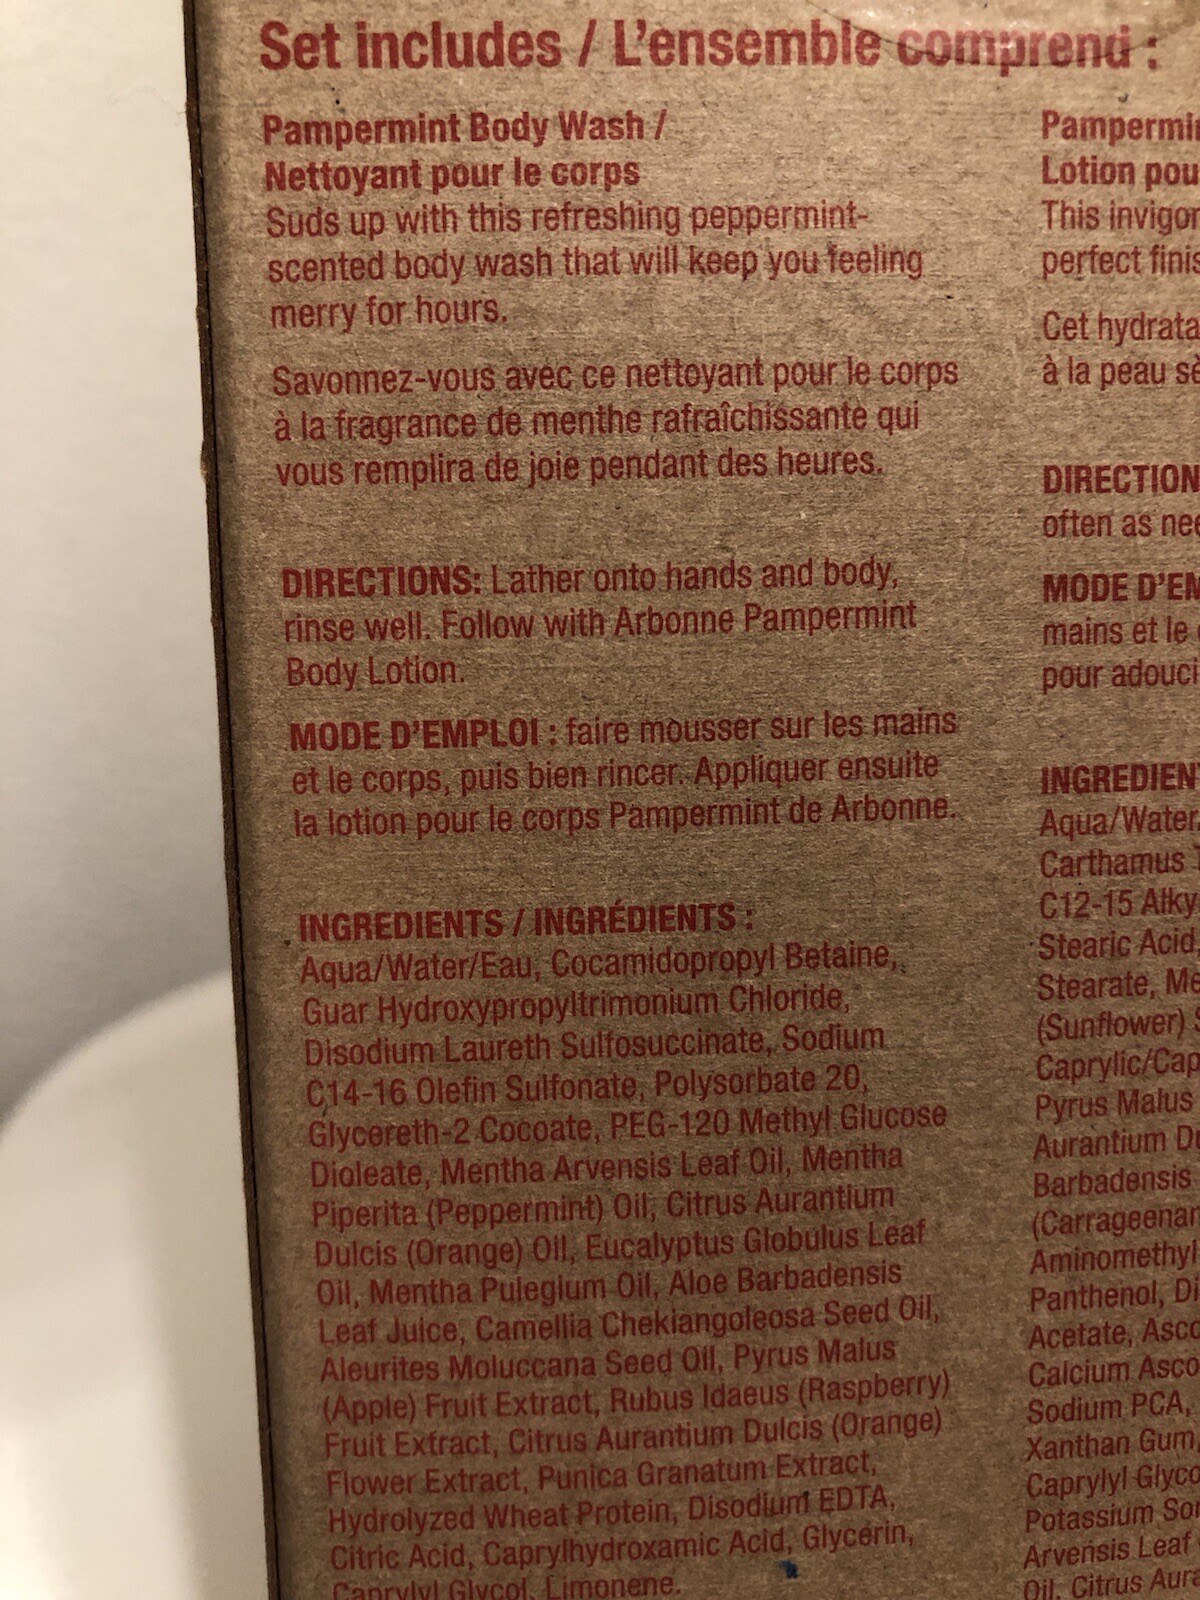 Set includes / L'ensemble comprend :
Pampermint Body Wash /
Nettoyant pour le corps
Suds up with this refreshing peppermint-
scented body wash that will keep you feeling
merry for hours.
Savonnez-vous avec ce nettoyant pour le corps
à la fragrance de menthe rafraîchissante qui
vous remplira de joie pendant des heures.
DIRECTIONS: Lather onto hands and body,
rinse well. Follow with Arbonne Pampermint
Body Lotion.
MODE D'EMPLOI : faire mousser sur les mains
et le corps, puis bien rincer. Appliquer ensuite
la lotion pour le corps Pampermint de Arbonne.
INGREDIENTS / INGRÉDIENTS :
Aqua/Water/Eau, Cocamidopropyl Betaine,
Guar Hydroxypropyltrimonium Chloride,
Disodium Laureth Sulfosuccinate, Sodium
C14-16 Olefin Sulfonate, Polysorbate 20,
Glycereth-2 Cocoate, PEG-120 Methyl Glucose
Dioleate, Mentha Arvensis Leaf Oil, Mentha
Piperita (Peppermint) Oil, Citrus Aurantium
Dulcis (Orange) Oil, Eucalyptus Globulus Leaf
Oil, Mentha Pulegium Oil, Aloe Barbadensis
Leaf Juice, Camellia Chekiangoleosa Seed Oil,
Aleurites Moluccana Seed Oil, Pyrus Malus
(Apple) Fruit Extract, Rubus Idaeus (Raspberry)
Fruit Extract, Citrus Aurantium Dulcis (Orange)
Flower Extract, Punica Granatum Extract,
Hydrolyzed Wheat Protein, Disodium EDTA,
Citric Acid, Caprylhydroxamic Acid, Glycerin,
Caprylyl Glycol, Limonene.
Pampermi
Lotion pou
This invigor
perfect finis
Cet hydrata
à la peau sè
DIRECTION
often as nee
MODE D'EM
mains et le
pour adouci
INGREDIENT
Aqua/Water
Carthamus T
C12-15 Alky
Stearic Acid
Stearate, Me
(Sunflower) S
Caprylic/Cap
Pyrus Malus
Aurantium Du
Barbadensis
(Carrageenan
Aminomethyl
Panthenol, Di
Acetate, Asco
Calcium Asco
Sodium PCA,
Xanthan Gum,
Caprylyl Glyco
Potassium Sor
Arvensis Leaf
Oil, Citrus Aura